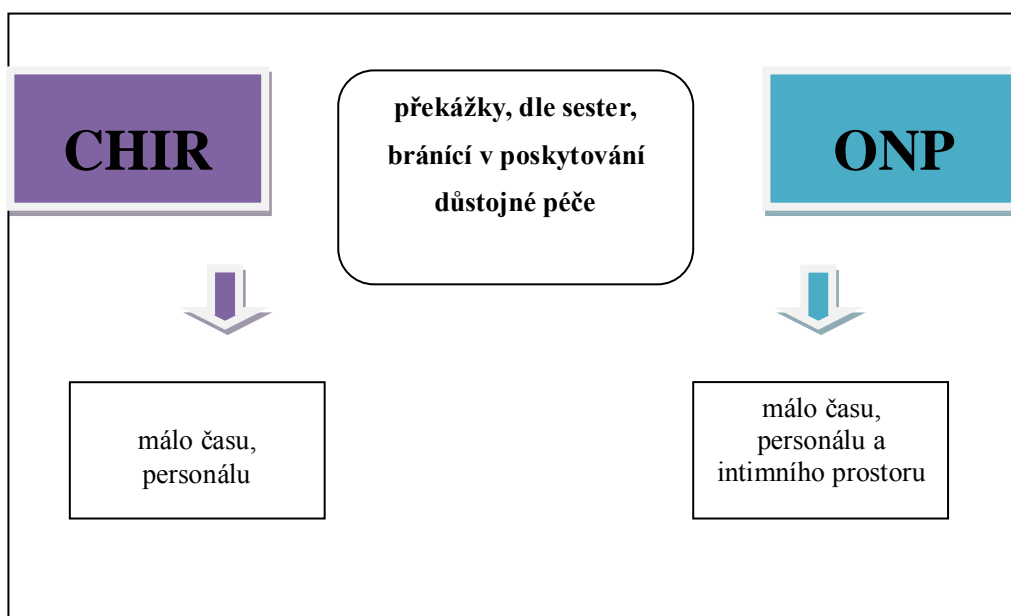 CHIR
překážky, dle sester,
bránící v poskytování
důstojné péče
ONP
málo času,
personálu
málo času,
personálu a
intimního prostoru